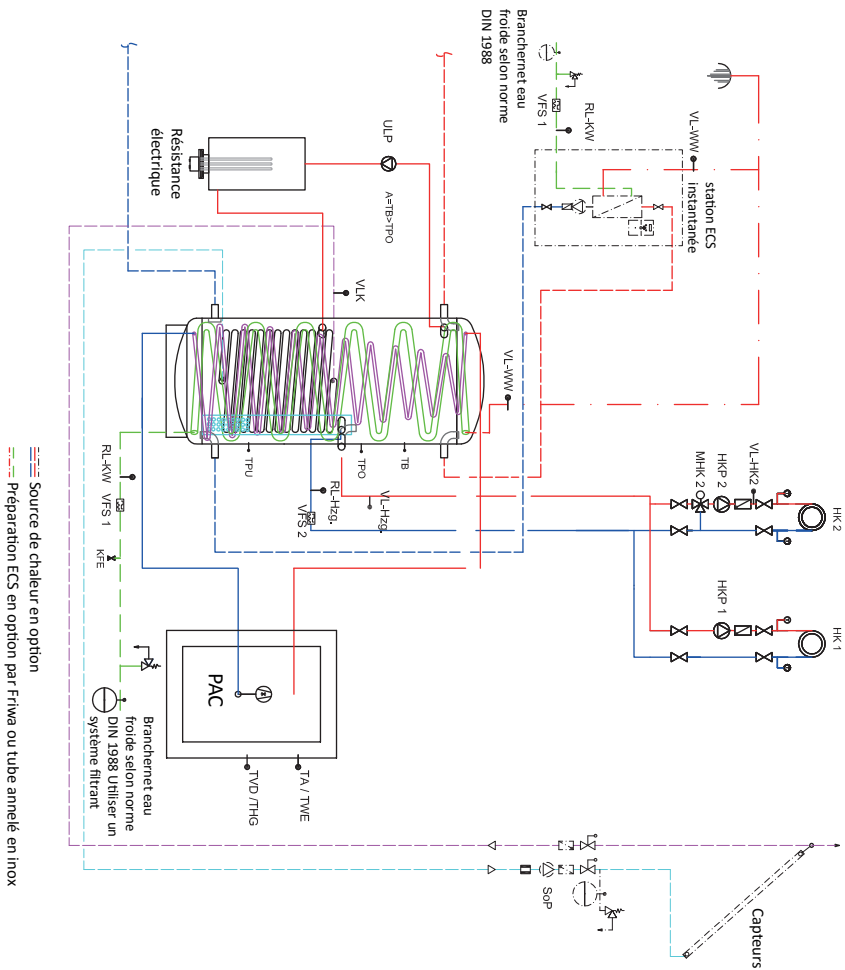 Branchernet eau
froide selon norme
DIN 1988
VFS 1
RL-KW
VL-WW
station ECS
instantanée
ULP
A=TB>TPO
Résistance
électrique
VLK
VL-WW
TPU
TPO
TB
RL-Hzg.
VFS 2
VL-Hzg.
VL-HK2
HKP 2
MHK 2
HK 2
HKP 1
HK 1
RL-KW
VFS 1
KFE
PAC
TA / TWE
TVD /THG
Branchernet eau
froide selon norme
DIN 1988 Utiliser un
système filtrant
SoP
Capteurs
Source de chaleur en option
Préparation ECS en option par Friwa ou tube annelé en inox